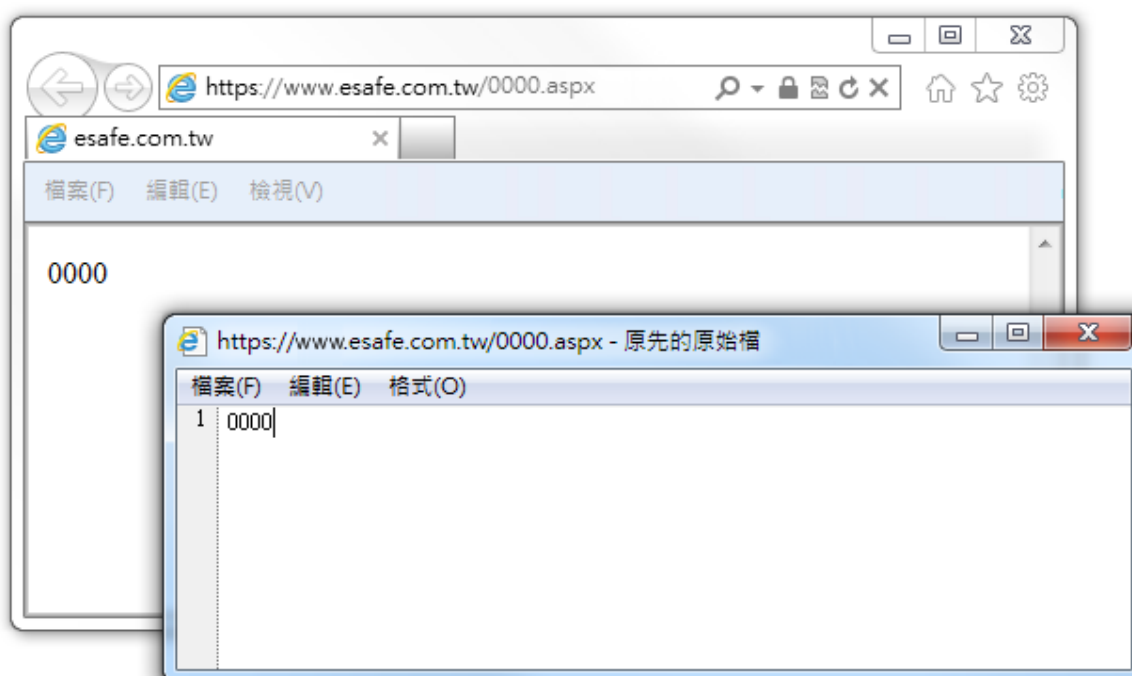 https://www.esafe.com.tw/0000.aspx
esafe.com.tw
檔案(F) 編輯(E) 檢視(V)
0000
https://www.esafe.com.tw/0000.aspx - 原先的原始檔
檔案(F) 編輯(E) 格式(O)
1 0000